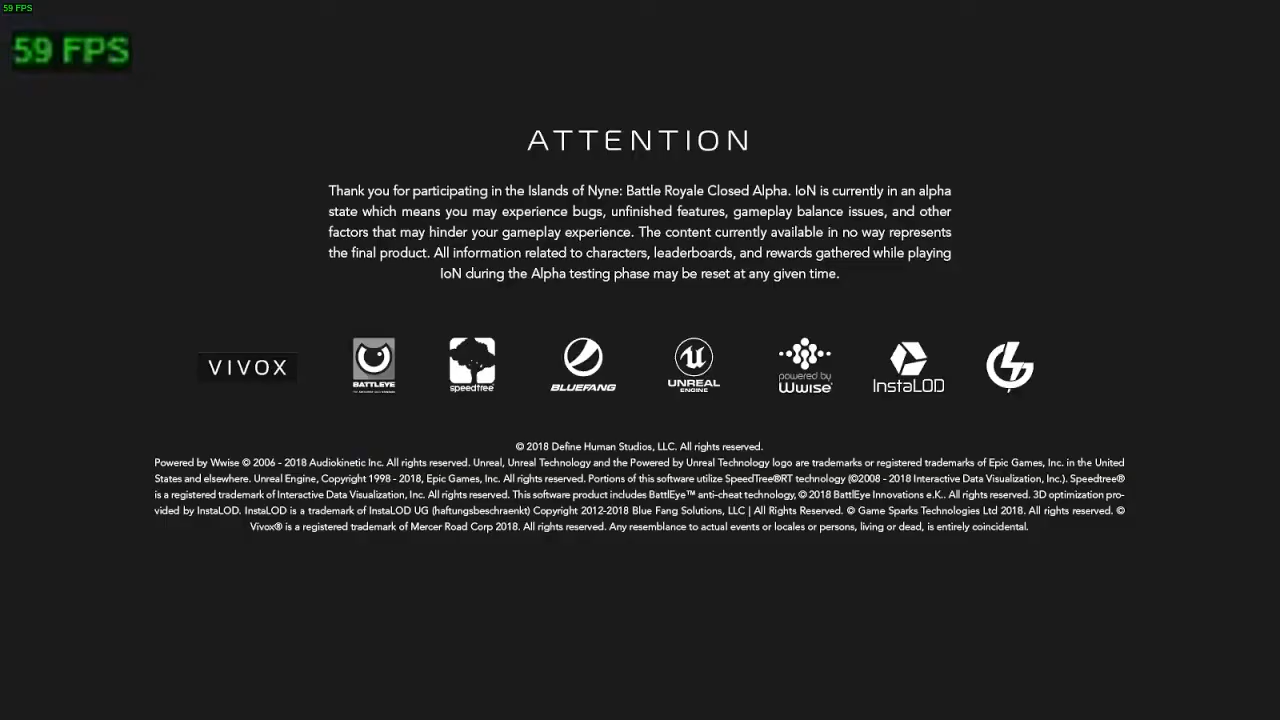 59 FPS
59 FPS
ATTENTION
Thank you for participating in the Islands of Nyne: Battle Royale Closed Alpha. IoN is currently in an alpha
state which means you may experience bugs, unfinished features, gameplay balance issues, and other
factors that may hinder your gameplay experience. The content currently available in no way represents
the final product. All information related to characters, leaderboards, and rewards gathered while playing
IoN during the Alpha testing phase may be reset at any given time.
VIVOX
BATTLEYE
speedtree
BLUEFANG
UNREAL
ENGINE
powered by
Wwise
InstaLOD
© 2018 Define Human Studios, LLC. All rights reserved.
Powered by Wwise © 2006 - 2018 Audiokinetic Inc. All rights reserved. Unreal, Unreal Technology and the Powered by Unreal Technology logo are trademarks or registered trademarks of Epic Games, Inc. in the United
States and elsewhere. Unreal Engine, Copyright 1998 - 2018, Epic Games, Inc. All rights reserved. Portions of this software utilize SpeedTree®RT technology (©2008 - 2018 Interactive Data Visualization, Inc.). Speedtree®
is a registered trademark of Interactive Data Visualization, Inc. All rights reserved. This software product includes BattlEye™ anti-cheat technology, © 2018 BattlEye Innovations e.K.. All rights reserved. 3D optimization pro-
vided by InstaLOD. InstaLOD is a trademark of InstaLOD UG (haftungsbeschraenkt) Copyright 2012-2018 Blue Fang Solutions, LLC | All Rights Reserved. © Game Sparks Technologies Ltd 2018. All rights reserved. ©
Vivox® is a registered trademark of Mercer Road Corp 2018. All rights reserved. Any resemblance to actual events or locales or persons, living or dead, is entirely coincidental.